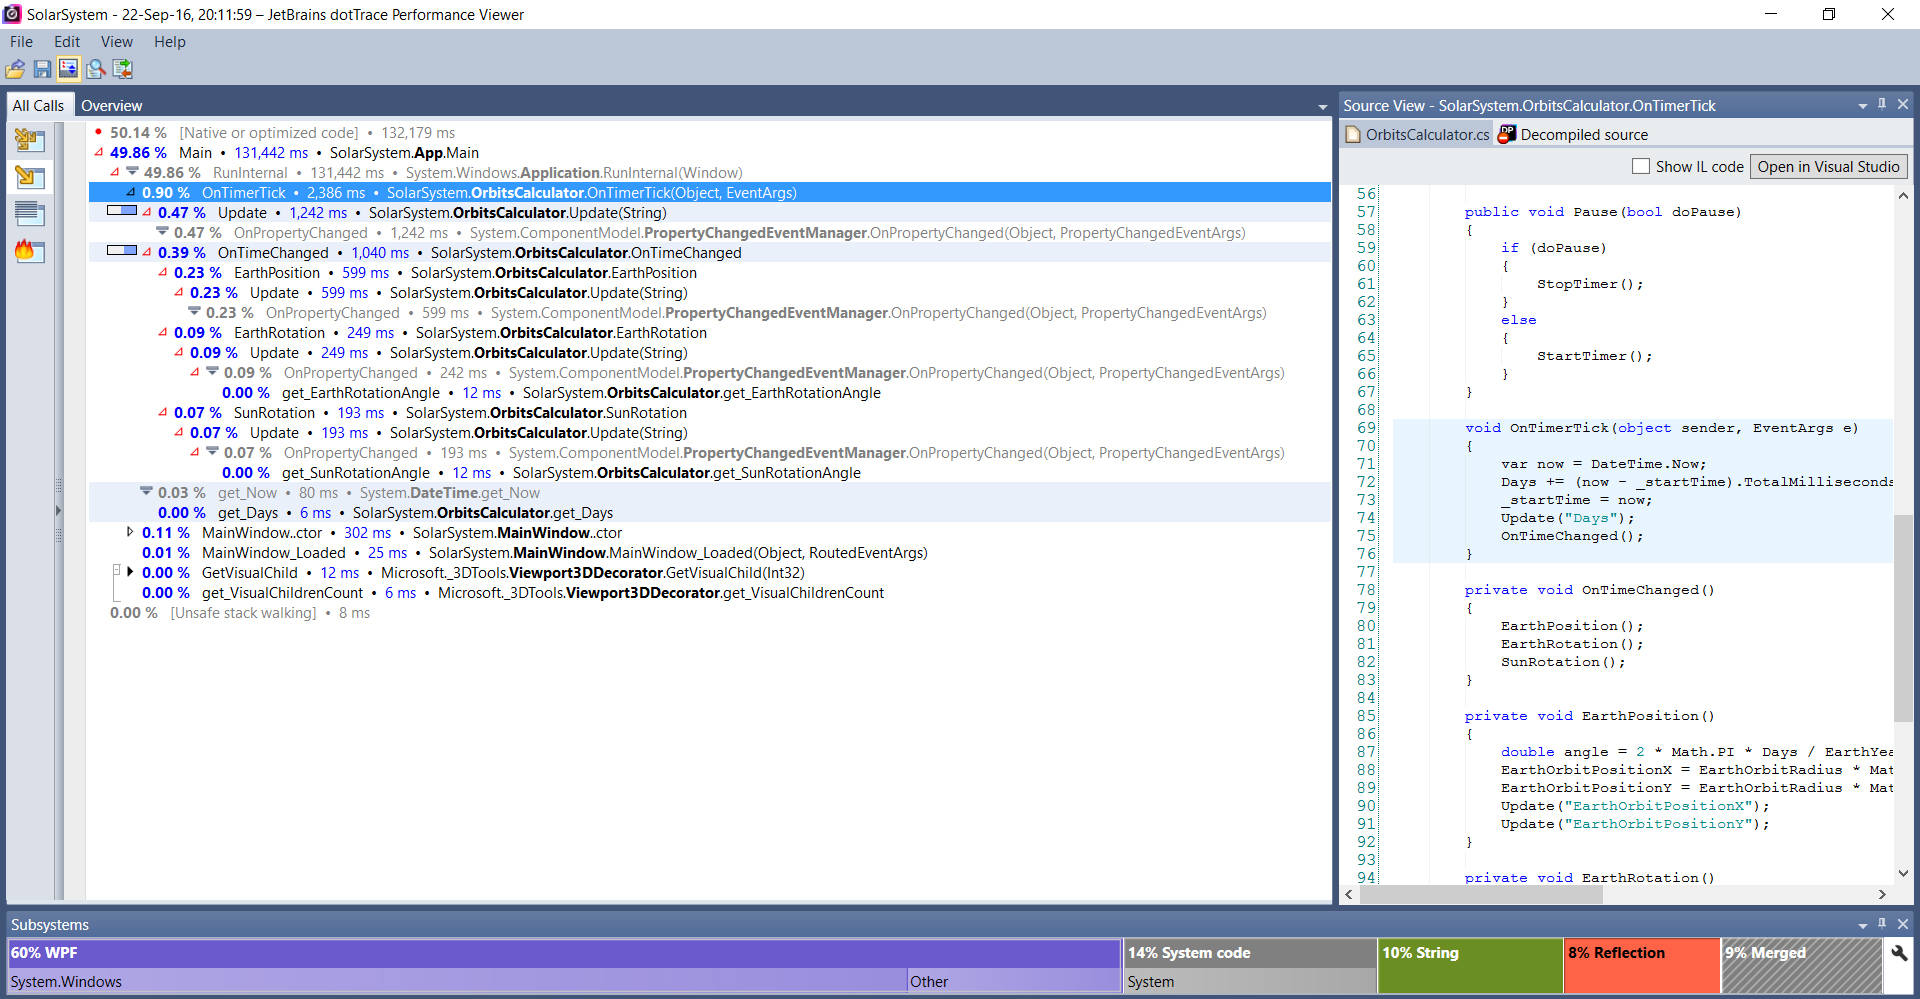 SolarSystem - 22-Sep-16, 20:11:59 – JetBrains dotTrace Performance Viewer
File Edit View Help
All Calls Overview
50.14 % [Native or optimized code] • 132,179 ms
49.86 % Main • 131,442 ms • SolarSystem.App.Main
49.86 % RunInternal • 131,442 ms • System.Windows.Application.RunInternal(Window)
0.90 % OnTimerTick • 2,386 ms • SolarSystem.OrbitsCalculator.OnTimerTick(Object, EventArgs)
0.47 % Update • 1,242 ms • SolarSystem.OrbitsCalculator.Update(String)
0.47 % OnPropertyChanged • 1,242 ms • System.ComponentModel.PropertyChangedEventManager.OnPropertyChanged(Object, PropertyChangedEventArgs)
0.39 % OnTimeChanged • 1,040 ms • SolarSystem.OrbitsCalculator.OnTimeChanged
0.23 % EarthPosition • 599 ms • SolarSystem.OrbitsCalculator.EarthPosition
0.23 % Update • 599 ms • SolarSystem.OrbitsCalculator.Update(String)
0.23 % OnPropertyChanged • 599 ms • System.ComponentModel.PropertyChangedEventManager.OnPropertyChanged(Object, PropertyChangedEventArgs)
0.09 % EarthRotation • 249 ms • SolarSystem.OrbitsCalculator.EarthRotation
0.09 % Update • 249 ms • SolarSystem.OrbitsCalculator.Update(String)
0.09 % OnPropertyChanged • 242 ms • System.ComponentModel.PropertyChangedEventManager.OnPropertyChanged(Object, PropertyChangedEventArgs)
0.00 % get_EarthRotationAngle • 12 ms • SolarSystem.OrbitsCalculator.get_EarthRotationAngle
0.07 % SunRotation • 193 ms • SolarSystem.OrbitsCalculator.SunRotation
0.07 % Update • 193 ms • SolarSystem.OrbitsCalculator.Update(String)
0.07 % OnPropertyChanged • 193 ms • System.ComponentModel.PropertyChangedEventManager.OnPropertyChanged(Object, PropertyChangedEventArgs)
0.00 % get_SunRotationAngle • 12 ms • SolarSystem.OrbitsCalculator.get_SunRotationAngle
0.03 % get_Now • 80 ms • System.DateTime.get_Now
0.00 % get_Days • 6 ms • SolarSystem.OrbitsCalculator.get_Days
0.11 % MainWindow..ctor • 302 ms • SolarSystem.MainWindow..ctor
0.01 % MainWindow_Loaded • 25 ms • SolarSystem.MainWindow.MainWindow_Loaded(Object, RoutedEventArgs)
0.00 % GetVisualChild • 12 ms • Microsoft._3DTools.Viewport3DDecorator.GetVisualChild(Int32)
0.00 % get_VisualChildrenCount • 6 ms • Microsoft._3DTools.Viewport3DDecorator.get_VisualChildrenCount
0.00 % [Unsafe stack walking] • 8 ms
Source View - SolarSystem.OrbitsCalculator.OnTimerTick
OrbitsCalculator.cs DP Decompiled source
Show IL code Open in Visual Studio
56
57 public void Pause(bool doPause)
58 {
59 if (doPause)
60 {
61 StopTimer();
62 }
63 else
64 {
65 StartTimer();
66 }
67 }
68
69 void OnTimerTick(object sender, EventArgs e)
70 {
71 var now = DateTime.Now;
72 Days += (now - _startTime).TotalMilliseconds
73 _startTime = now;
74 Update("Days");
75 OnTimeChanged();
76 }
77
78 private void OnTimeChanged()
79 {
80 EarthPosition();
81 EarthRotation();
82 SunRotation();
83 }
84
85 private void EarthPosition()
86 {
87 double angle = 2 * Math.PI * Days / EarthYea
88 EarthOrbitPositionX = EarthOrbitRadius * Mat
89 EarthOrbitPositionY = EarthOrbitRadius * Mat
90 Update("EarthOrbitPositionX");
91 Update("EarthOrbitPositionY");
92 }
93
94 private void EarthRotation()
Subsystems
60% WPF 14% System code 10% String 8% Reflection 9% Merged
System.Windows Other System